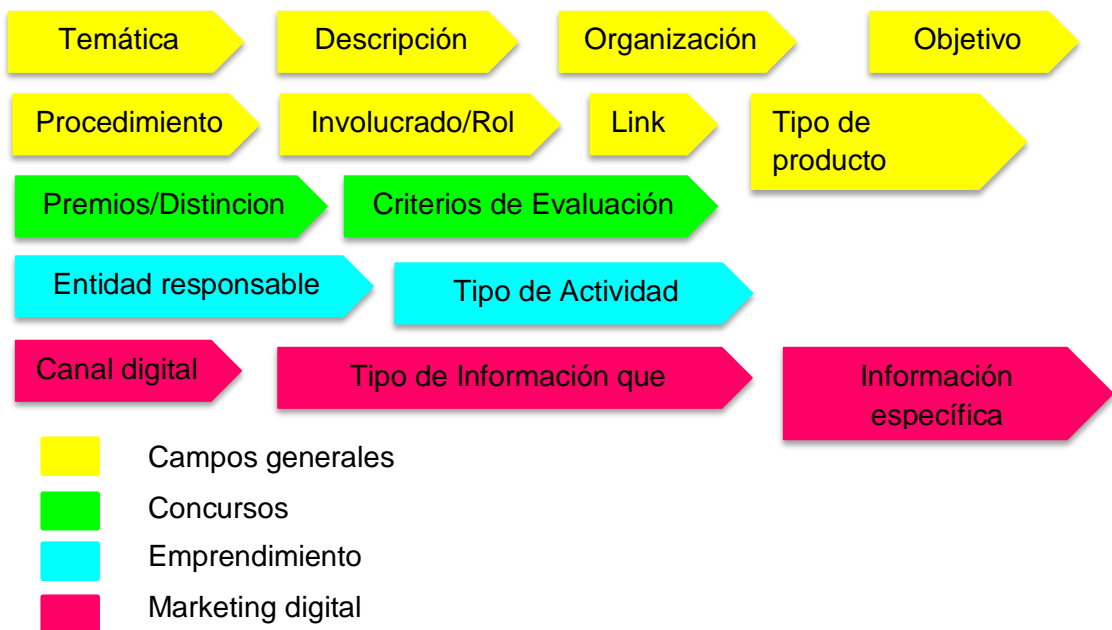 Temática
Descripción
Organización
Objetivo
Procedimiento
Involucrado/Rol
Link
Tipo de
producto
Premios/Distincion
Criterios de Evaluación
Entidad responsable
Tipo de Actividad
Canal digital
Tipo de Información que
Información
específica
Campos generales
Concursos
Emprendimiento
Marketing digital